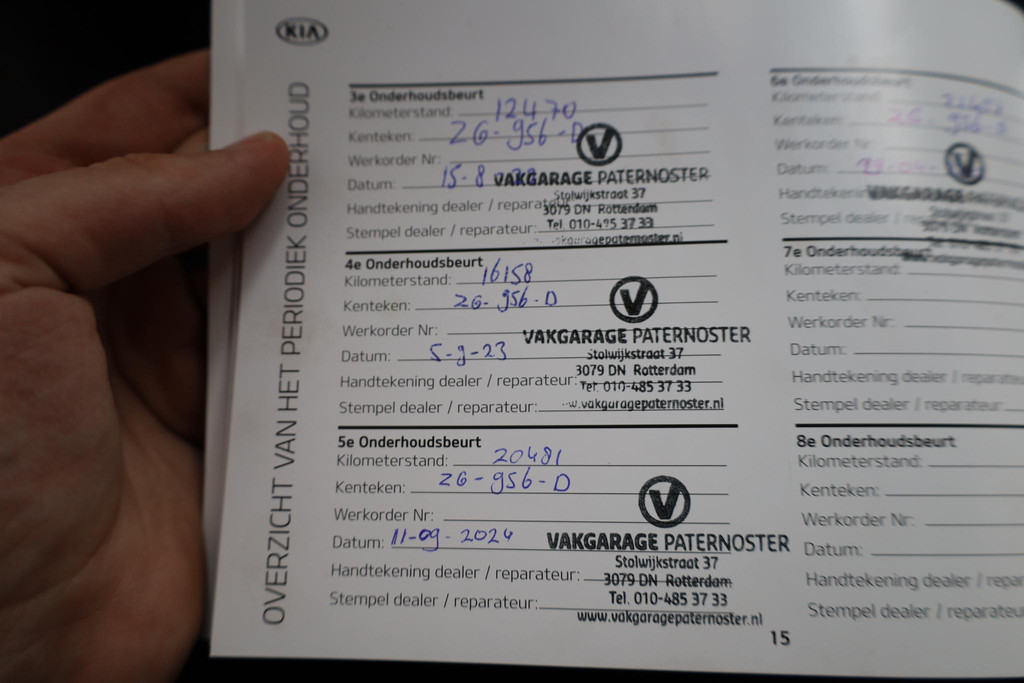 KIA
OVERZICHT VAN HET PERIODIEK ONDERHOUD
3e Onderhoudsbeurt
Kilometerstand: 12470
Kenteken: ZG-956-D
Werkorder Nr:
Datum: 15-8
Handtekening dealer / reparateur:
Stempel dealer / reparateur:
VAKGARAGE PATERNOSTER
Stolwijkstraat 37
3079 DN Rotterdam
Tel. 010-485 37 33
vakgaragepaternoster.nl
4e Onderhoudsbeurt
Kilometerstand: 16158
Kenteken: ZG-956-D
Werkorder Nr:
Datum: 5-9-23
Handtekening dealer / reparateur:
Stempel dealer / reparateur:
VAKGARAGE PATERNOSTER
Stolwijkstraat 37
3079 DN Rotterdam
Tel. 010-485 37 33
w.vakgaragepaternoster.nl
5e Onderhoudsbeurt
Kilometerstand: 20481
Kenteken: ZG-956-D
Werkorder Nr:
Datum: 11-09-2024
Handtekening dealer / reparateur:
Stempel dealer / reparateur:
VAKGARAGE PATERNOSTER
Stolwijkstraat 37
3079 DN Rotterdam
Tel. 010-485 37 33
www.vakgaragepaternoster.nl
6e Onderhoudsbeurt
Kilometerstand:
Kenteken:
Werkorder Nr:
Datum:
Stempel dealer /
7e Onderhoudsbeurt
Kilometerstand:
Kenteken:
Werkorder Nr:
Datum:
Handtekening dealer / reparateur
Stempel dealer / reparateur
8e Onderhoudsbeurt
Kilometerstand:
Kenteken:
Werkorder Nr:
Datum:
Handtekening dealer / repar
Stempel dealer / reparateur
15